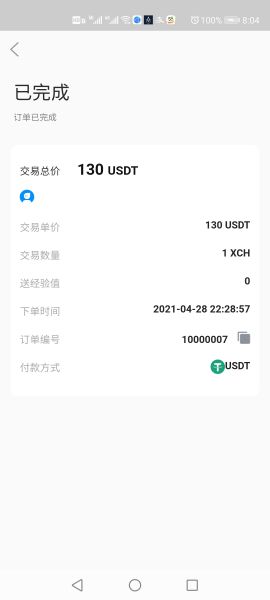 100% 8:04
已完成
订单已完成
交易总价 130 USDT
交易单价 130 USDT
交易数量 1 XCH
送经验值 0
下单时间 2021-04-28 22:28:57
订单编号 10000007
付款方式 USDT